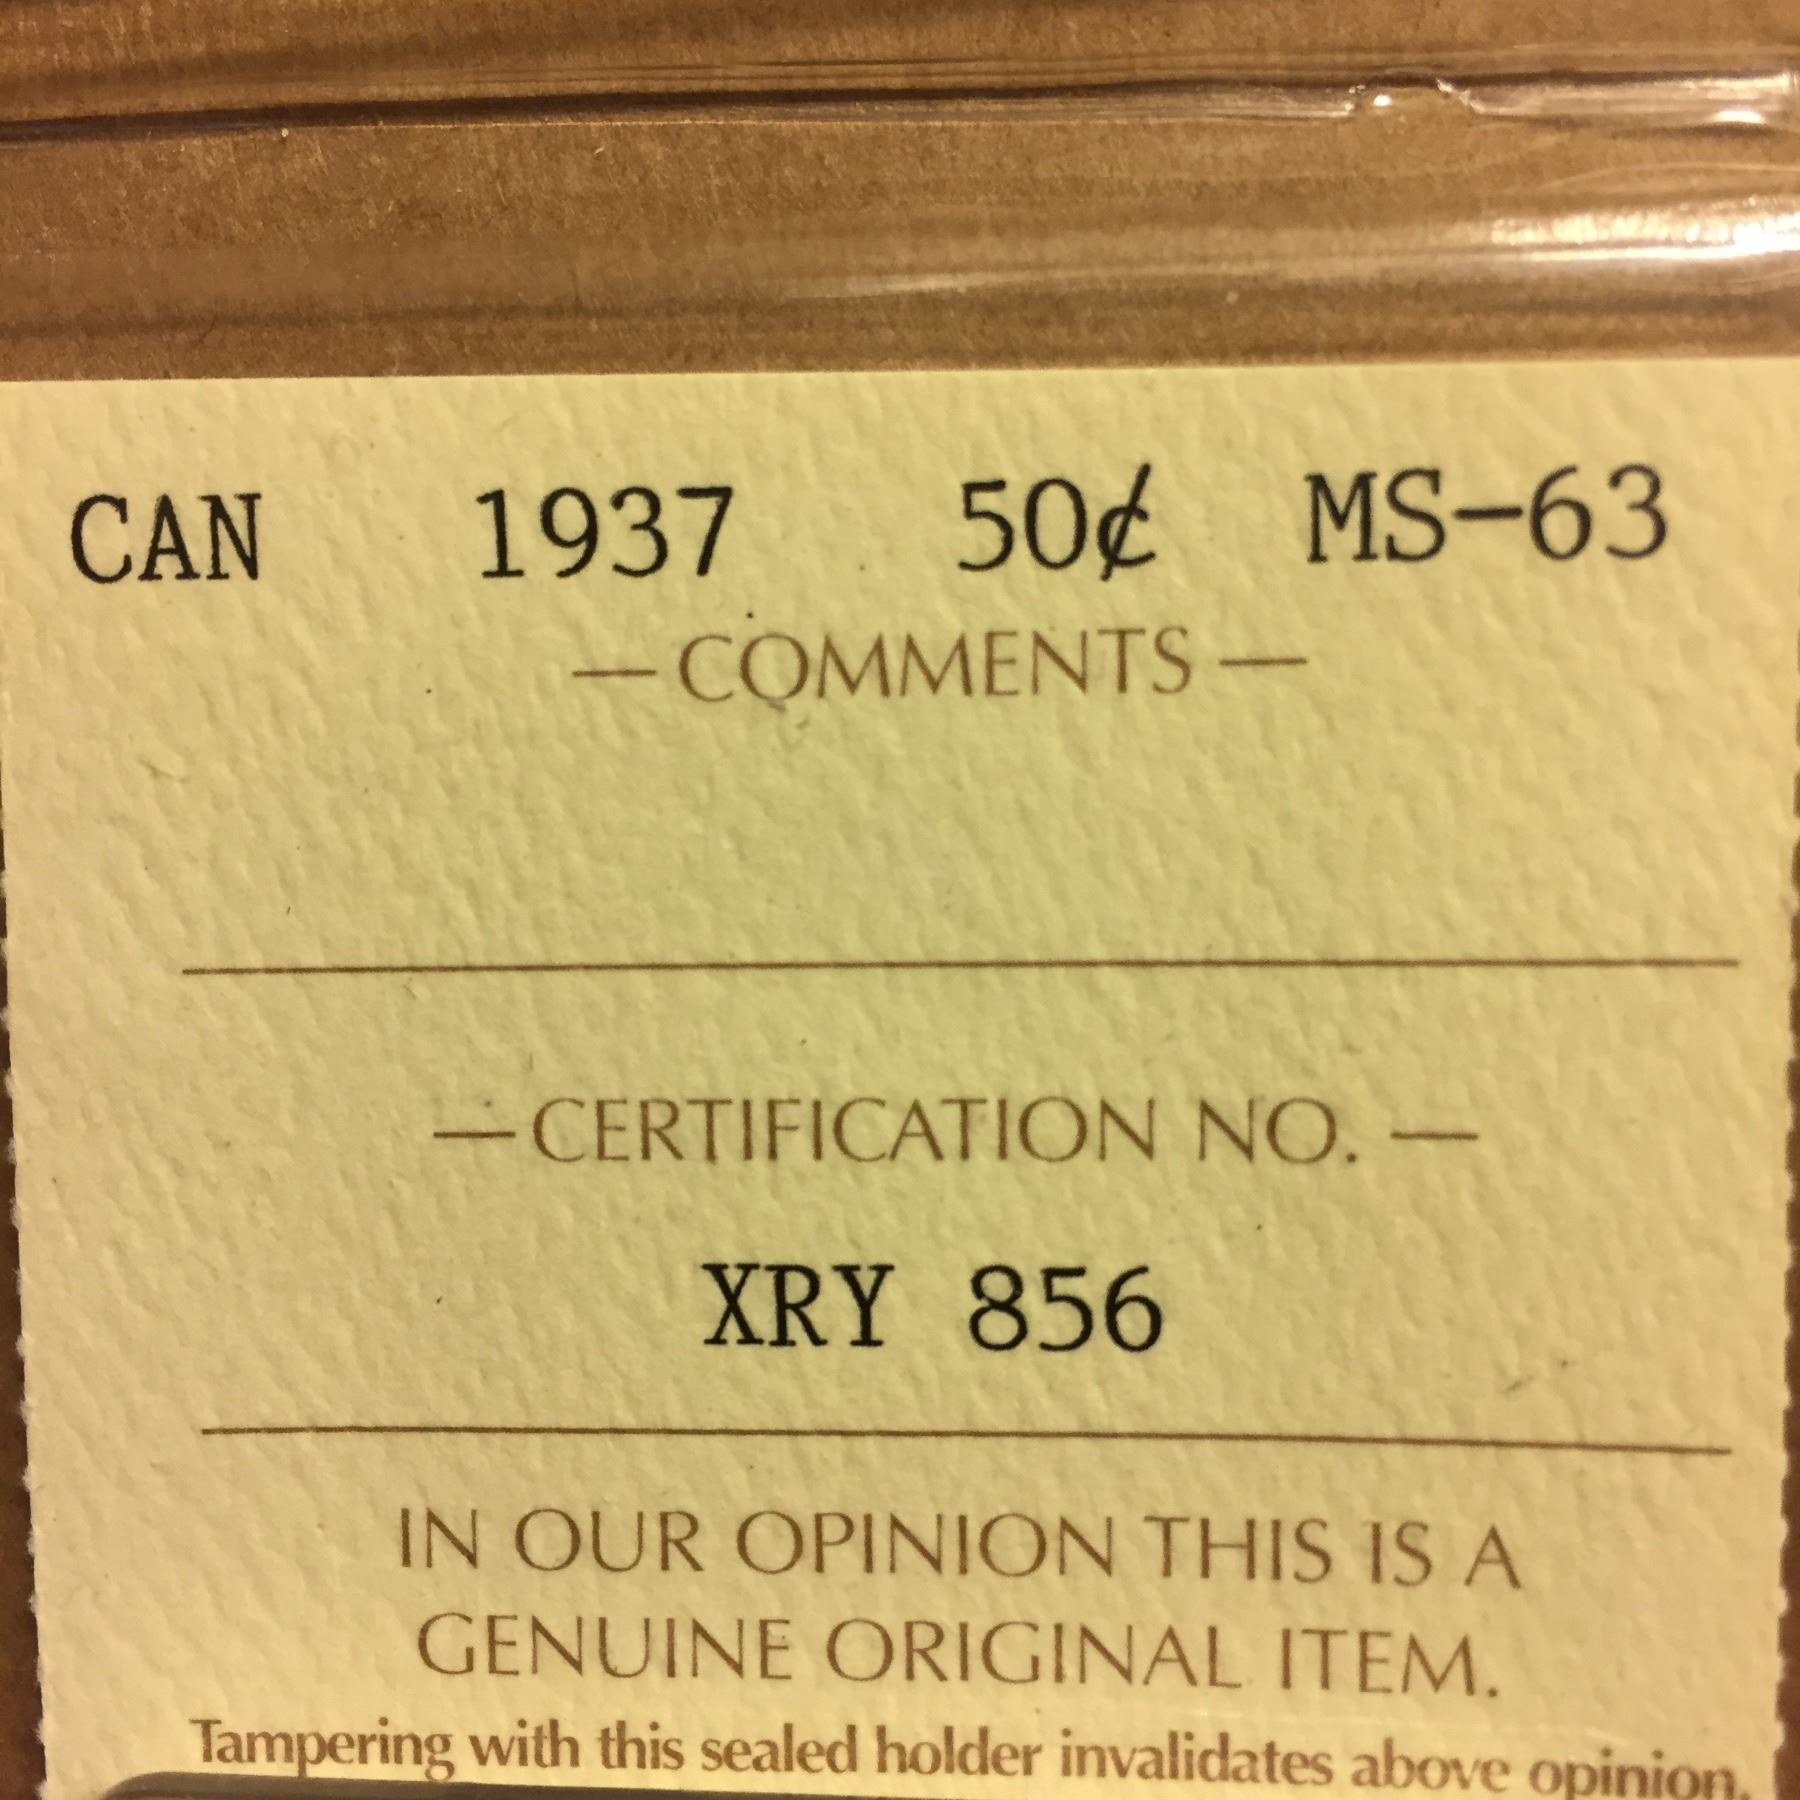 CAN 1937 50¢ MS-63
— COMMENTS —
— CERTIFICATION NO. —
XRY 856
IN OUR OPINION THIS IS A
GENUINE ORIGINAL ITEM.
Tampering with this sealed holder invalidates above opinion.